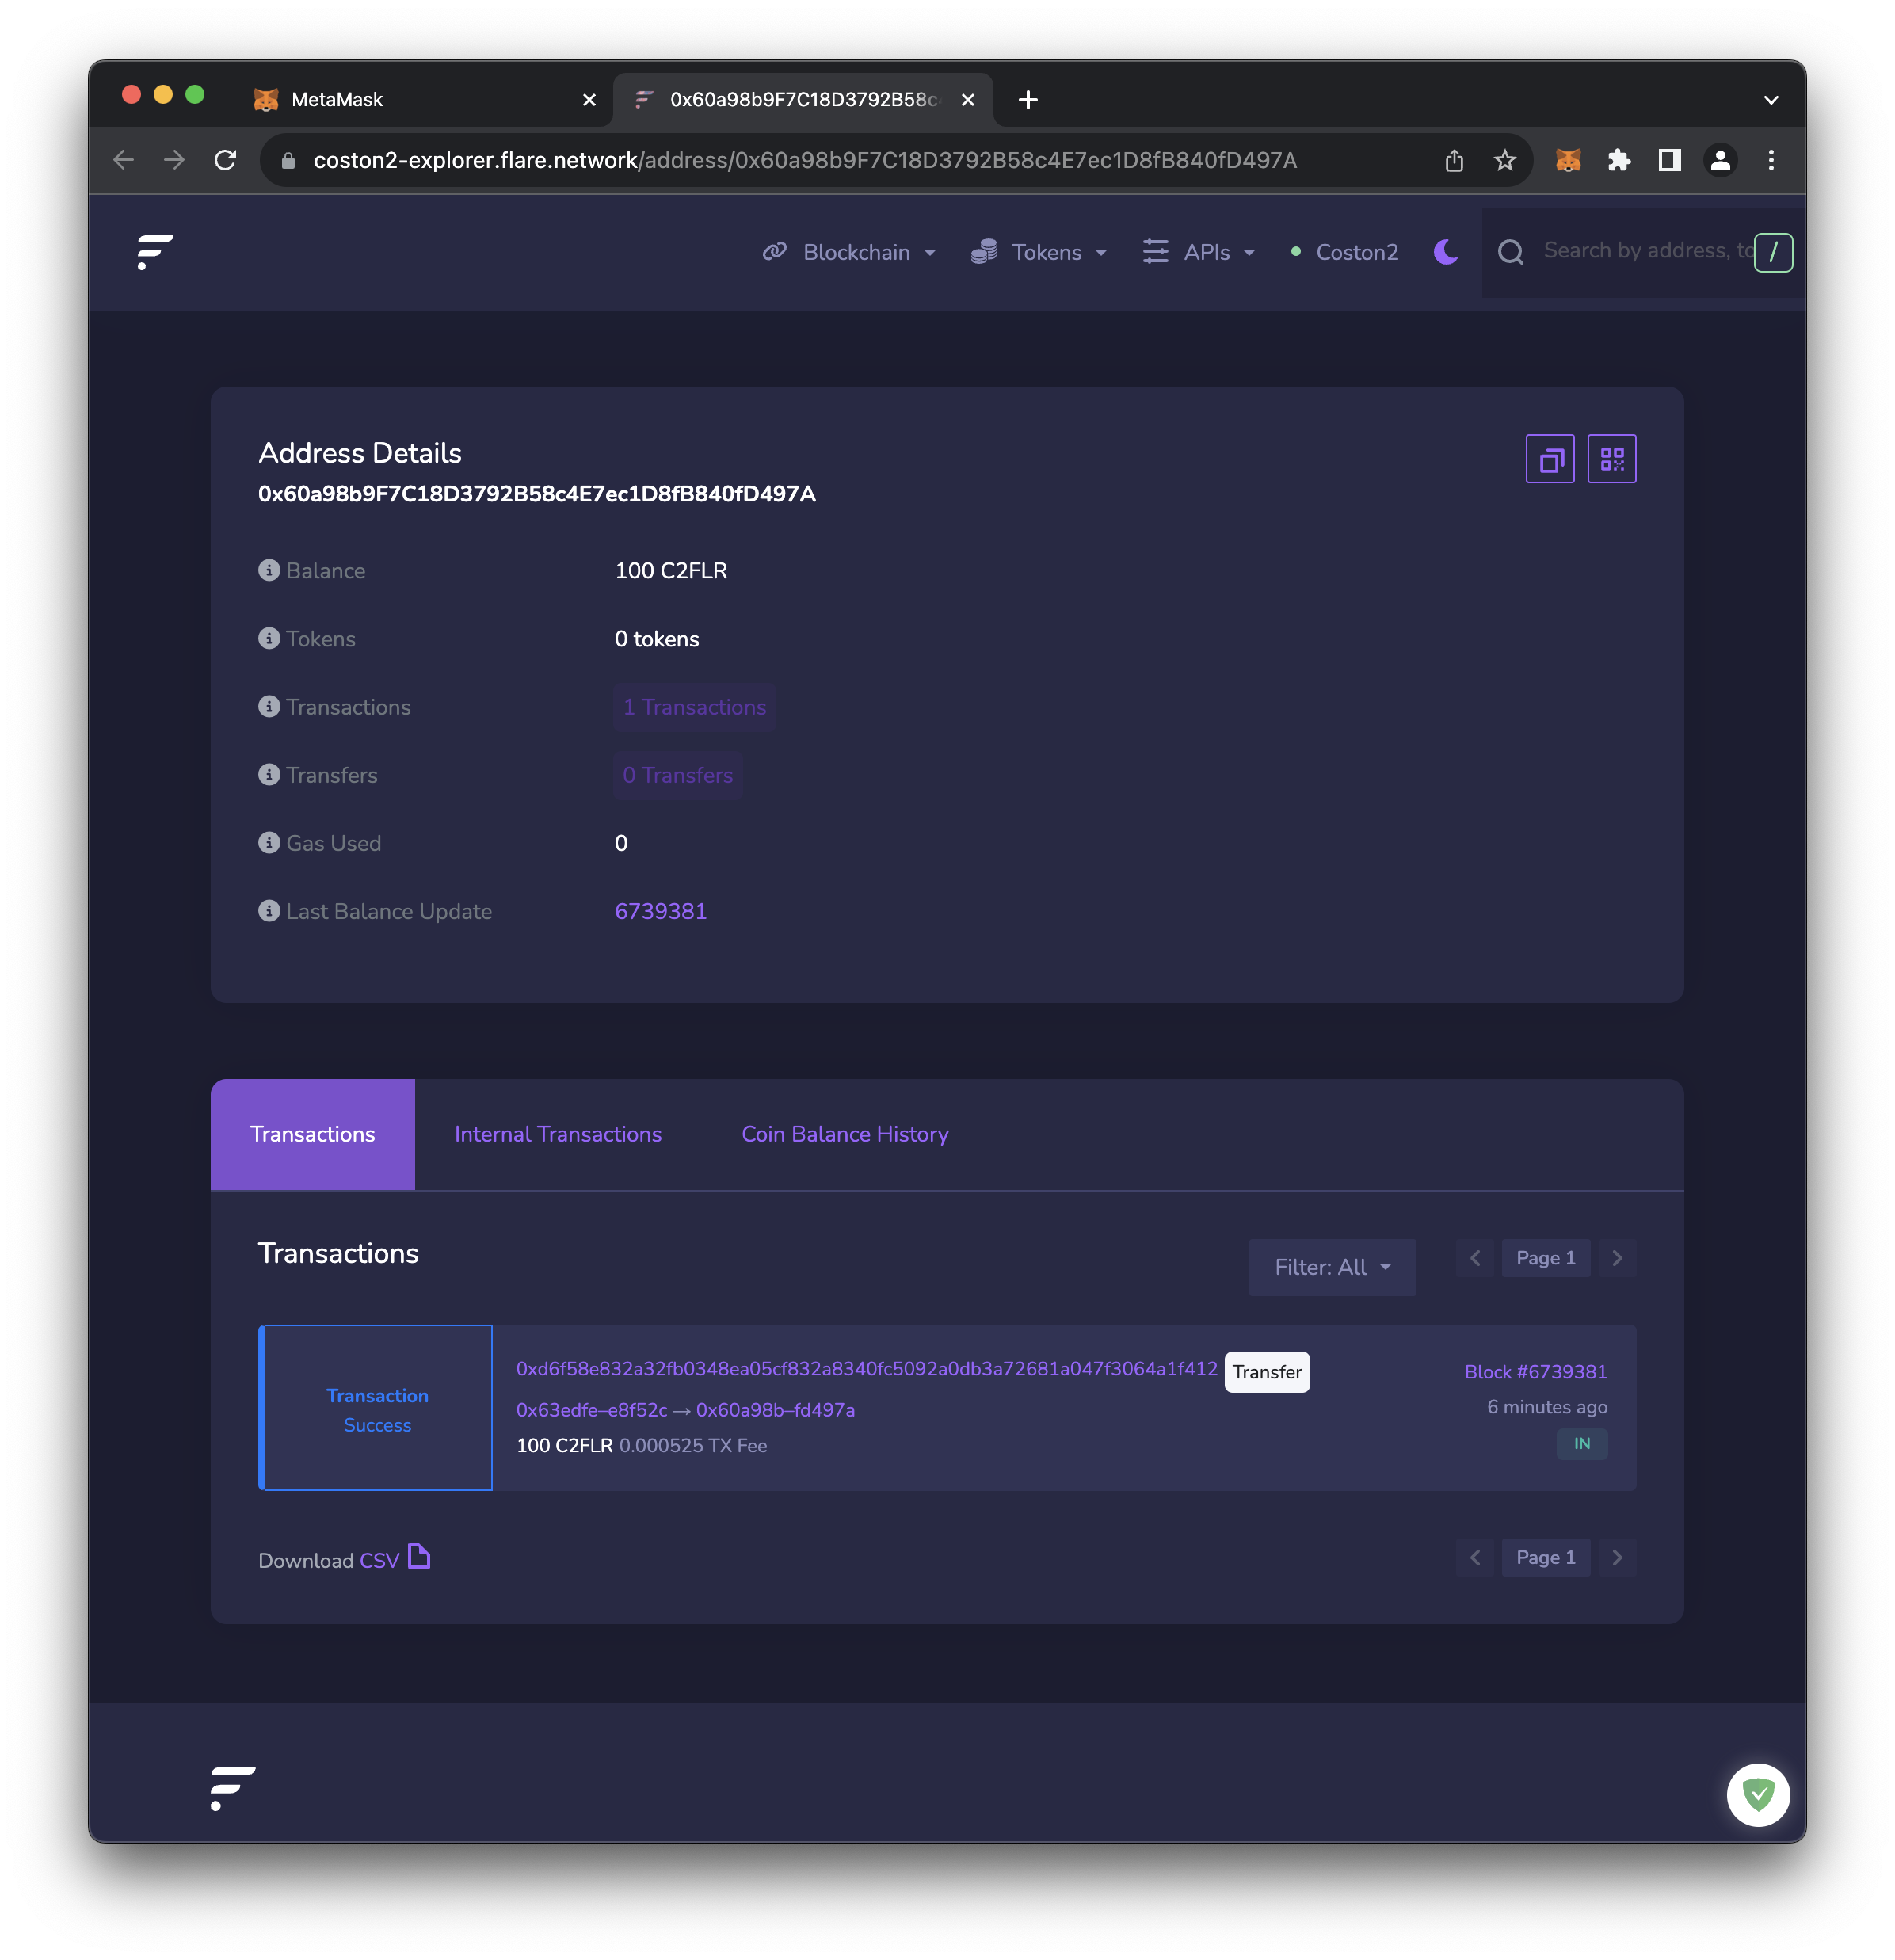 MetaMask
0x60a98b9F7C18D3792B58c
coston2-explorer.flare.network/address/0x60a98b9F7C18D3792B58c4E7ec1D8fB840fD497A
Blockchain
Tokens
APIs
Coston2
Search by address, to
/
Address Details
0x60a98b9F7C18D3792B58c4E7ec1D8fB840fD497A
Balance 100 C2FLR
Tokens 0 tokens
Transactions 1 Transactions
Transfers 0 Transfers
Gas Used 0
Last Balance Update 6739381
Transactions Internal Transactions Coin Balance History
Transactions
Filter: All
Page 1
Transaction
Success
0xd6f58e832a32fb0348ea05cf832a8340fc5092a0db3a72681a047f3064a1f412 Transfer
0x63edfe–e8f52c → 0x60a98b–fd497a
100 C2FLR 0.000525 TX Fee
Block #6739381
6 minutes ago
IN
Download CSV
Page 1